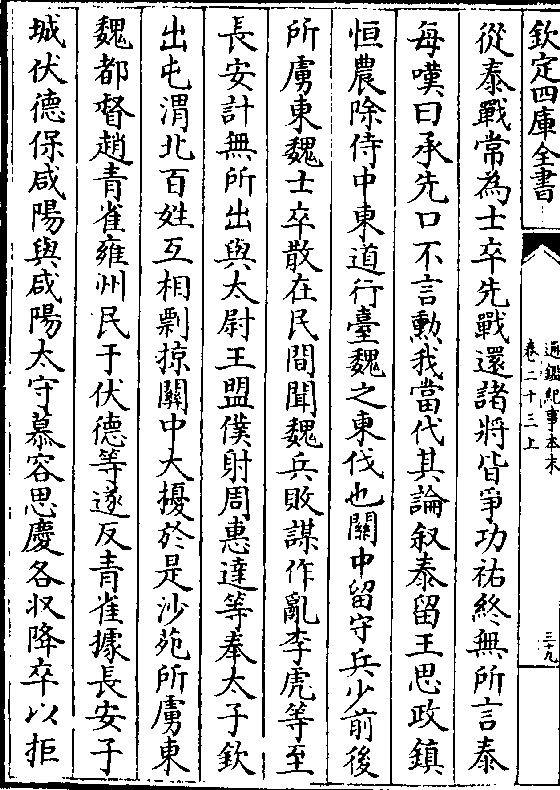 欽定四庫全書
通鑑紀事本末
卷二十三上
三十九
從泰戰常為士卒先戰還諸將皆爭功祐終無所言泰
每嘆曰承先口不言勲我當代其論叙泰留王思政鎮
恒農除侍中東道行臺魏之東伐也關中留守兵少前後
所虜東魏士卒散在民間聞魏兵敗謀作亂李虎等至
長安計無所出與太尉王盟僕射周惠達等奉太子欽
出屯渭北百姓互相剽掠關中大擾於是沙苑所虜東
魏都督趙青雀雍州民于伏德等遂反青雀據長安子
城伏德保咸陽與咸陽太守慕容思慶各收降卒以拒